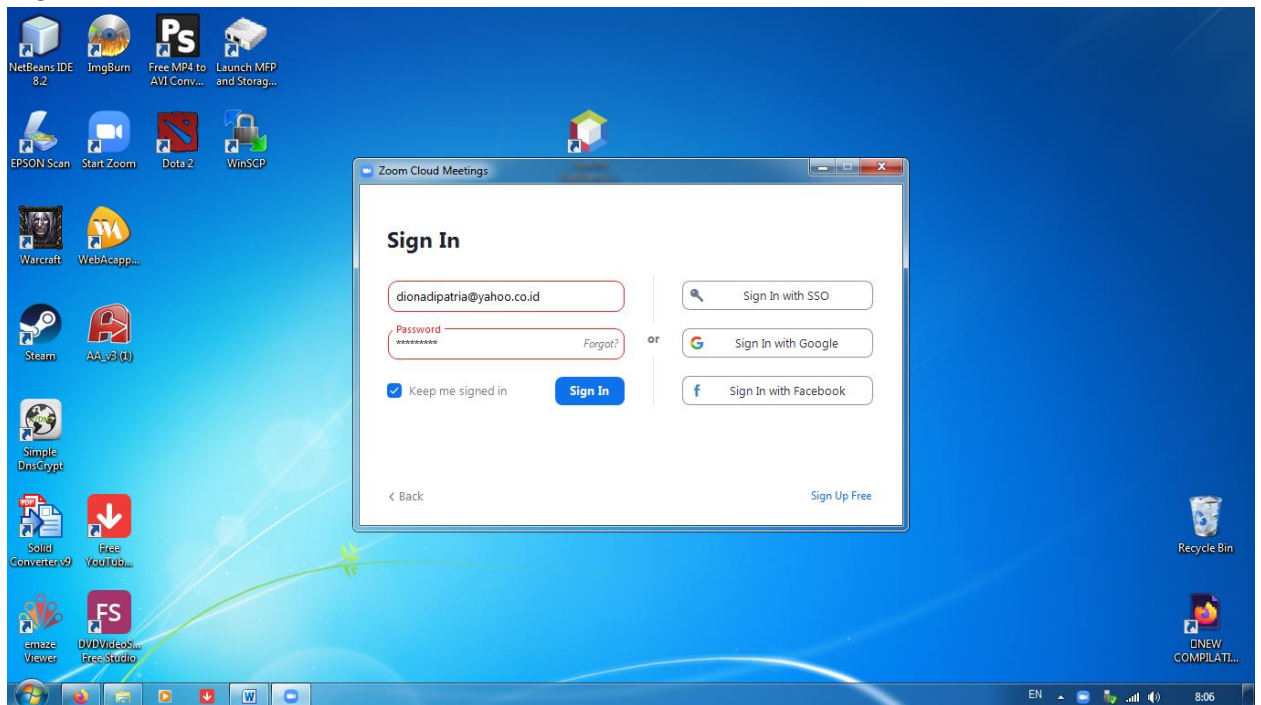 NetBeans IDE
8.2
ImgBurn
Ps
Free MP4 to
AVI Conv...
Launch MFP
and Storag...
EPSON Scan
Start Zoom
Dota 2
WinSCP
Warcraft
WebAcapp...
Steam
AA_v3 (1)
Simple
DnsCrypt
PDF
Solid
Converter v9
Free
YouTub...
emaze
Viewer
FS
DVDVideoS...
Free Studio
Zoom Cloud Meetings
Sign In
dionadipatria@yahoo.co.id
Password
********* Forgot?
Keep me signed in
Sign In
or
Sign In with SSO
Sign In with Google
Sign In with Facebook
< Back
Sign Up Free
Recycle Bin
NEW
COMPILATI...
EN
8:06